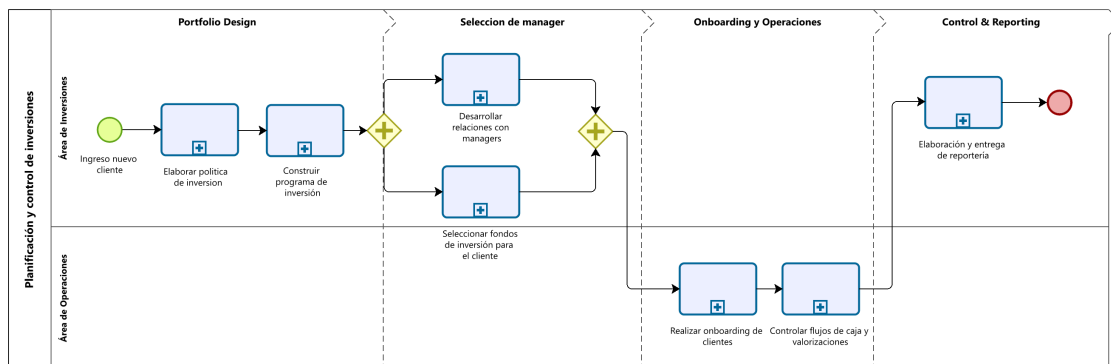 Portfolio Design
Seleccion de manager
Onboarding y Operaciones
Control & Reporting
Planificación y control de inversiones
Área de Inversiones
Ingreso nuevo
cliente
Elaborar politica
de inversion
Construir
programa de
inversión
Desarrollar
relaciones con
managers
Seleccionar fondos
de inversión para
el cliente
Elaboración y entrega
de reporteria
Área de Operaciones
Realizar onboarding de
clientes
Controlar flujos de caja y
valorizaciones